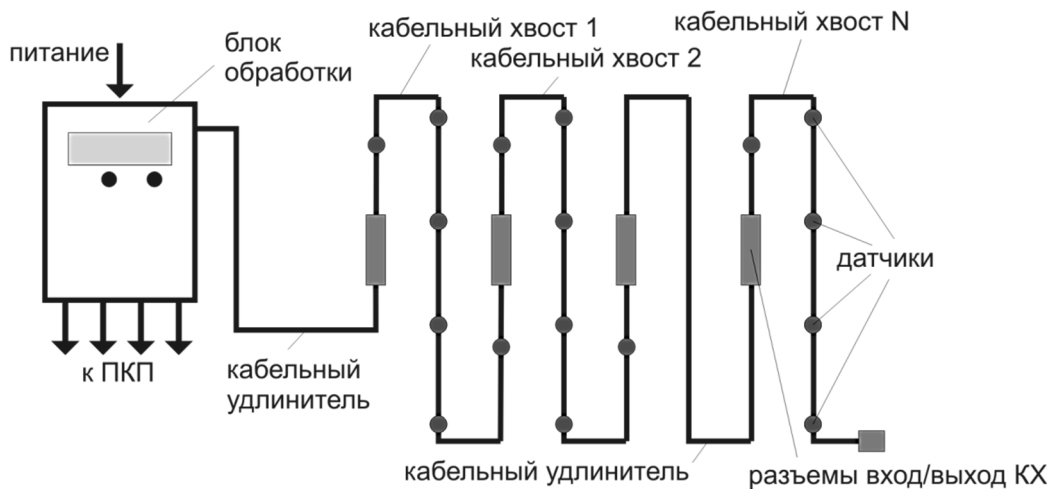 питание
блок
обработки
кабельный хвост 1
кабельный хвост 2
кабельный хвост N
датчики
к ПКП
кабельный
удлинитель
кабельный удлинитель
разъемы вход/выход КХ